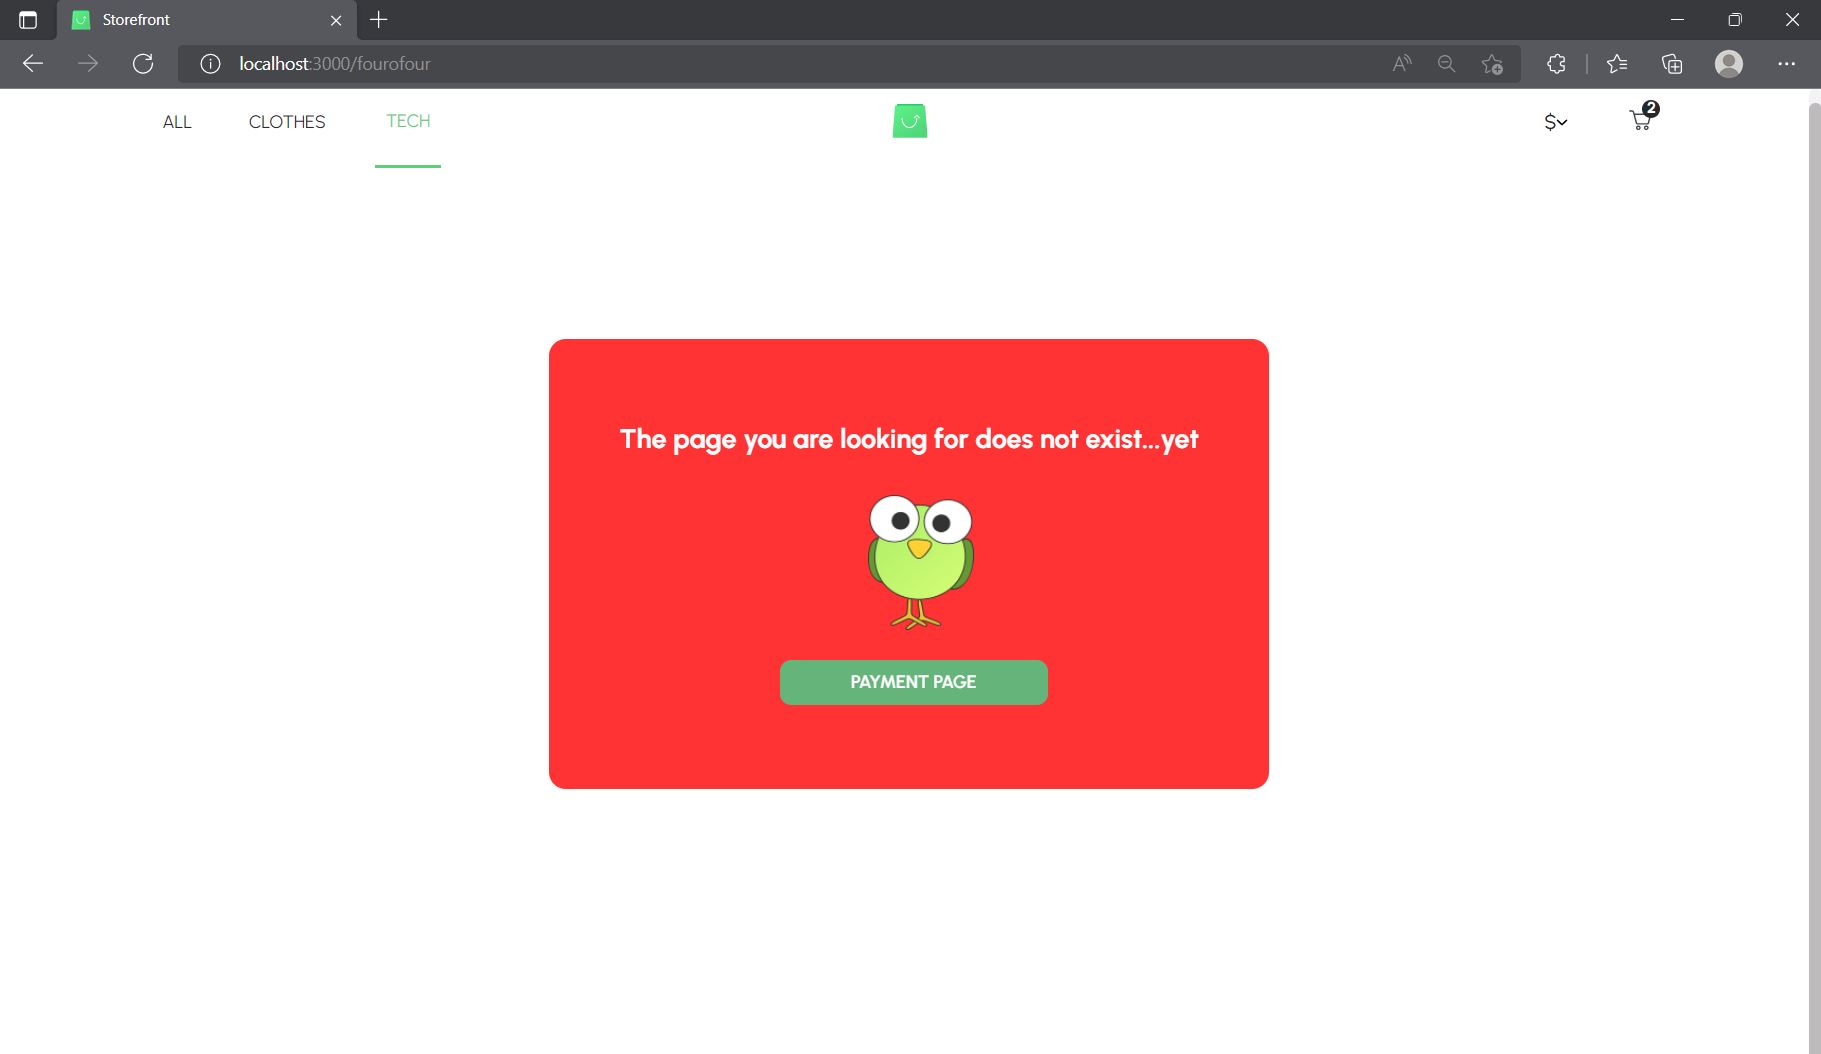 Storefront
localhost:3000/fourofour
ALL CLOTHES TECH $ 2
The page you are looking for does not exist...yet
PAYMENT PAGE